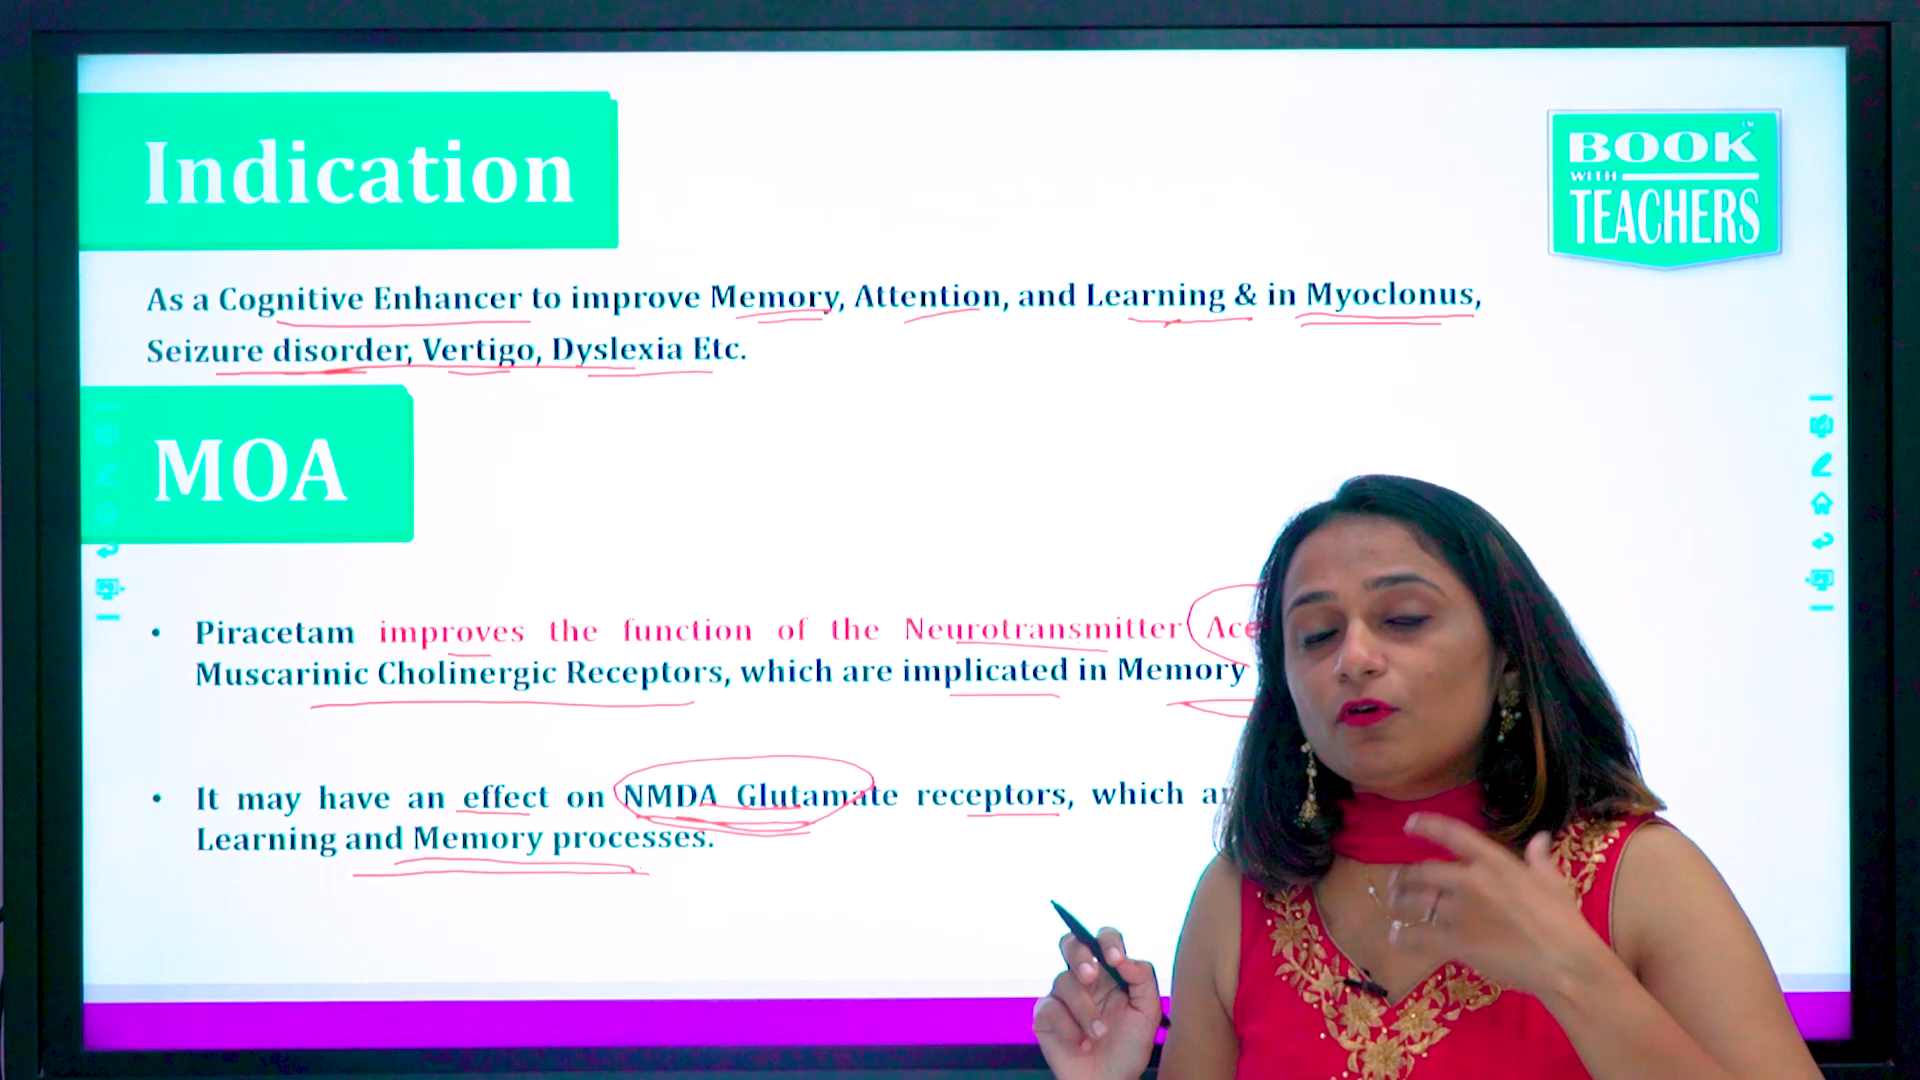 Indication
BOOK
WITH
TEACHERS
As a Cognitive Enhancer to improve Memory, Attention, and Learning & in Myoclonus,
Seizure disorder, Vertigo, Dyslexia Etc.
MOA
• Piracetam improves the function of the Neurotransmitter
Muscarinic Cholinergic Receptors, which are implicated in Memory
• It may have an effect on NMDA Glutamate receptors, which
Learning and Memory processes.